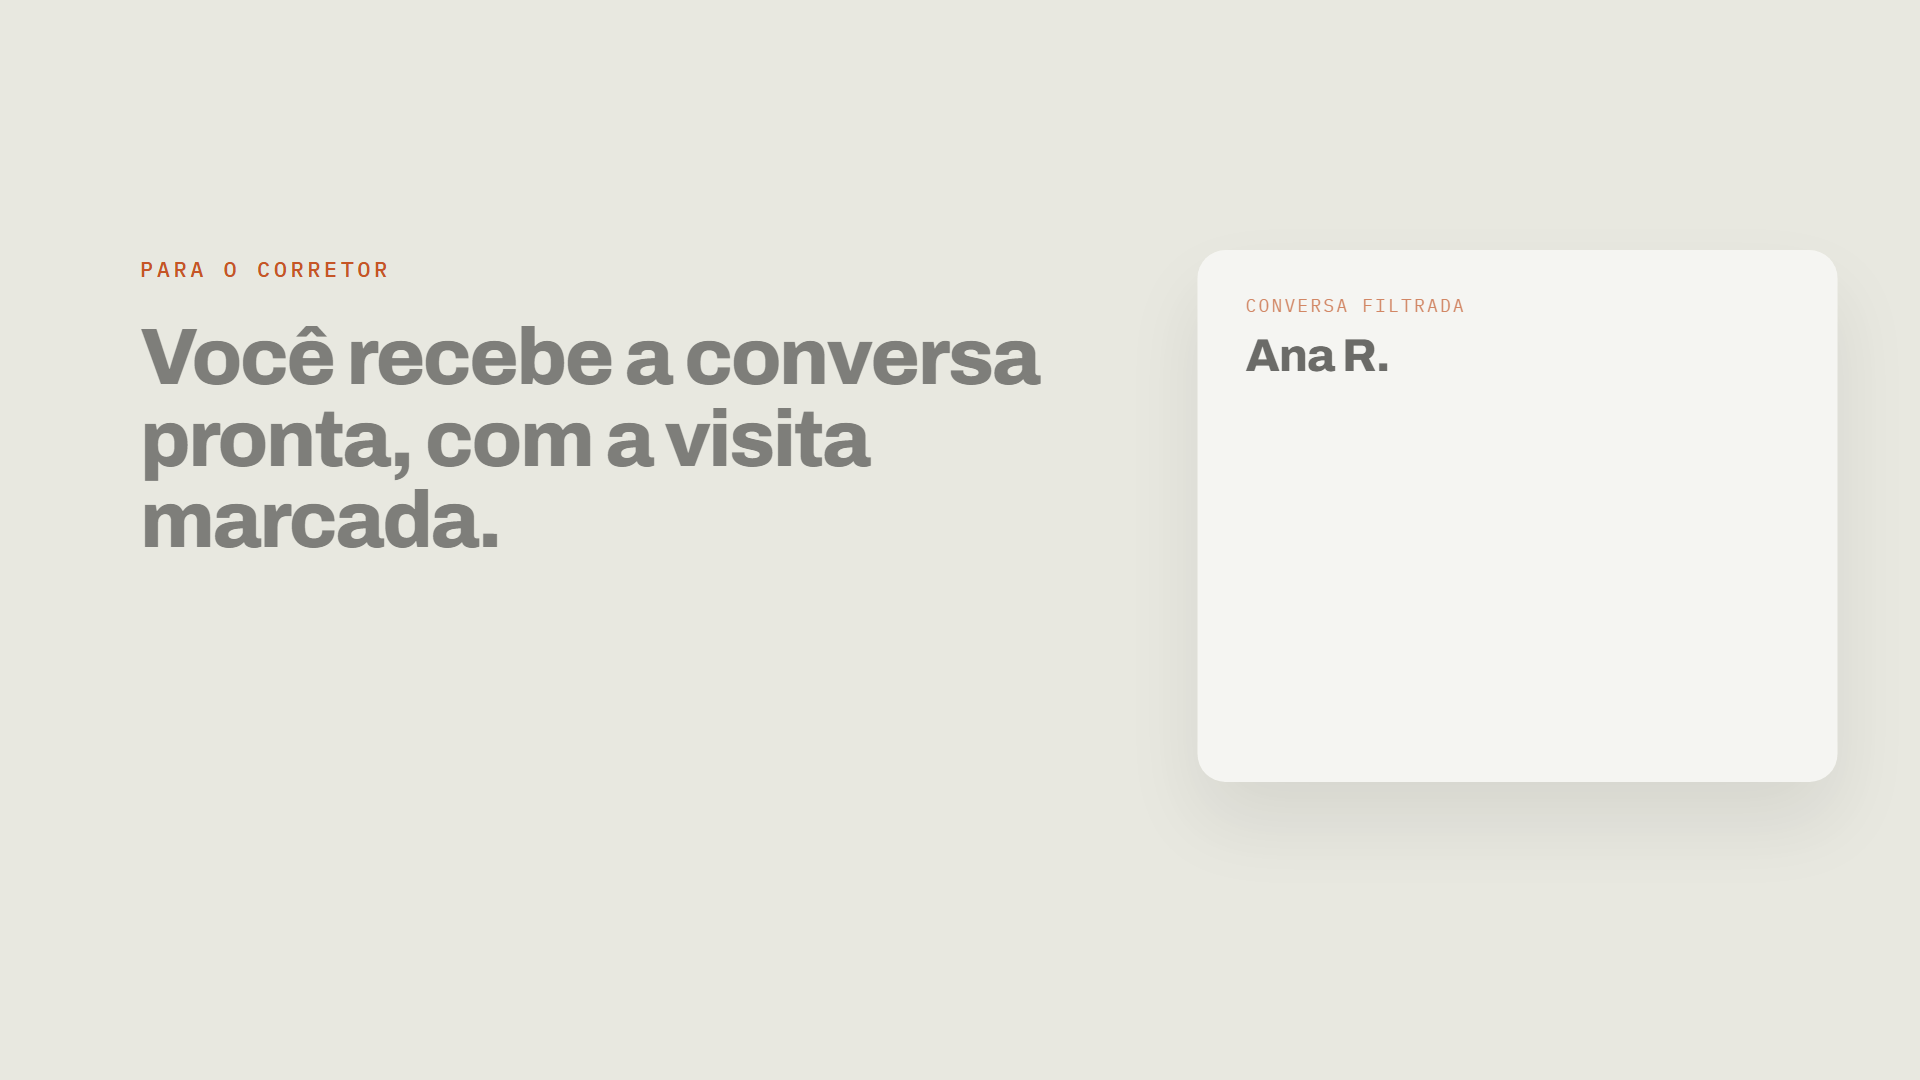 PARA O CORRETOR
Você recebe a conversa
pronta, com a visita
marcada.
CONVERSA FILTRADA
Ana R.